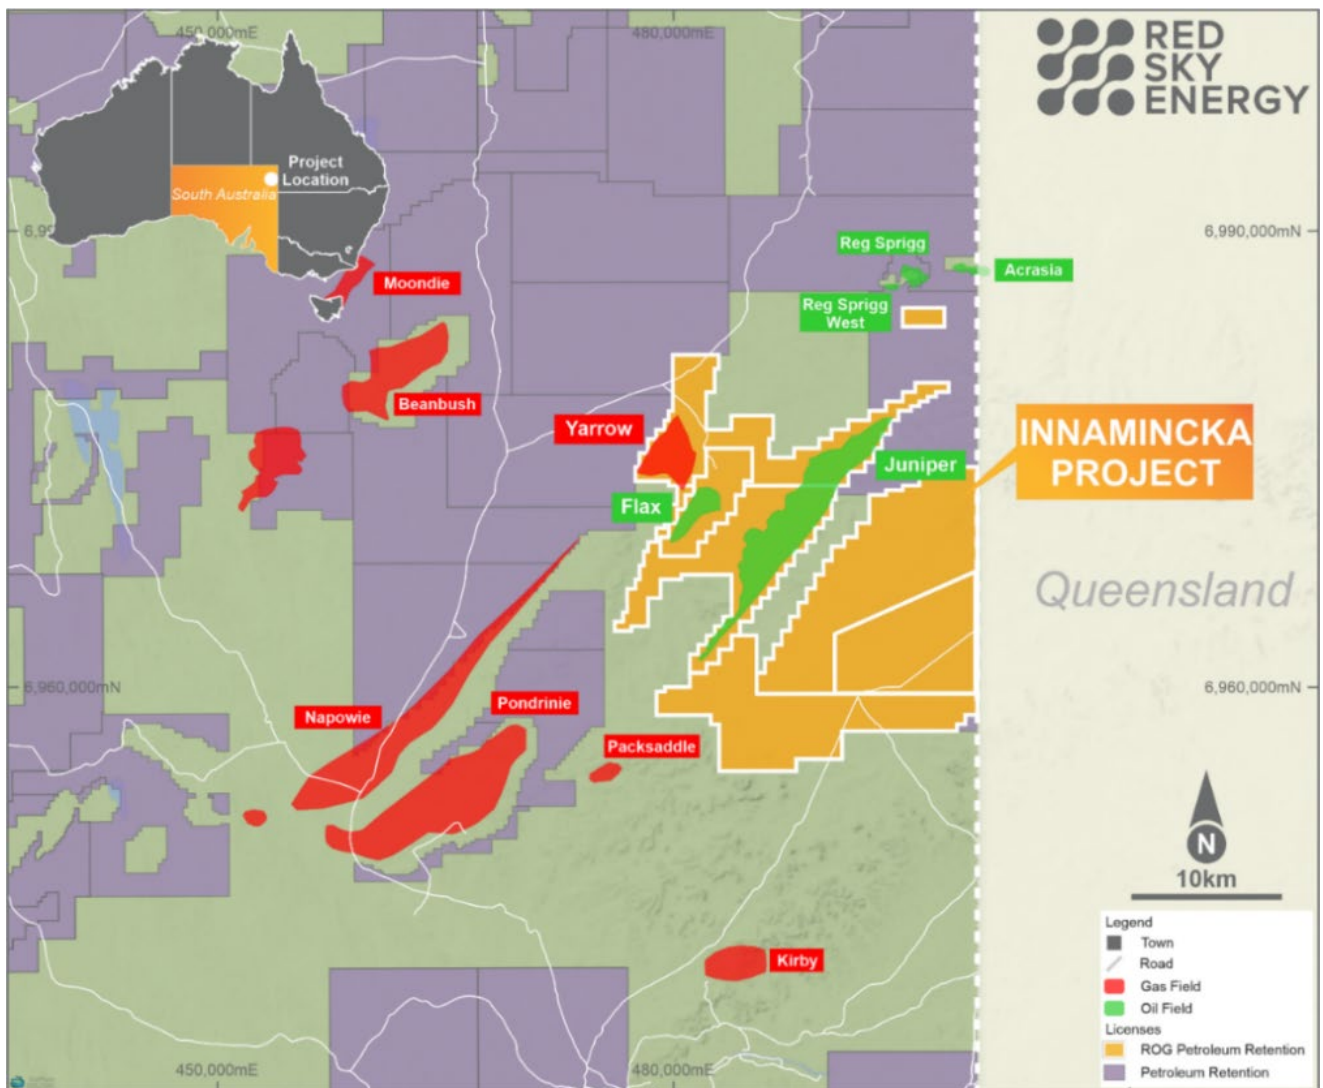 450,000mE
480,000mE
RED
SKY
ENERGY
Project
Location
South Australia
6,99
6,990,000mN
Reg Sprigg
Acrasia
Moondie
Reg Sprigg
West
Beanbush
Yarrow
INNAMINCKA
PROJECT
Juniper
Flax
Queensland
6,960,000mN
6,960,000mN
Pondrinie
Napowie
Packsaddle
N
10km
Legend
Town
Road
Gas Field
Oil Field
Licenses
ROG Petroleum Retention
Petroleum Retention
Kirby
450,000mE
480,000mE